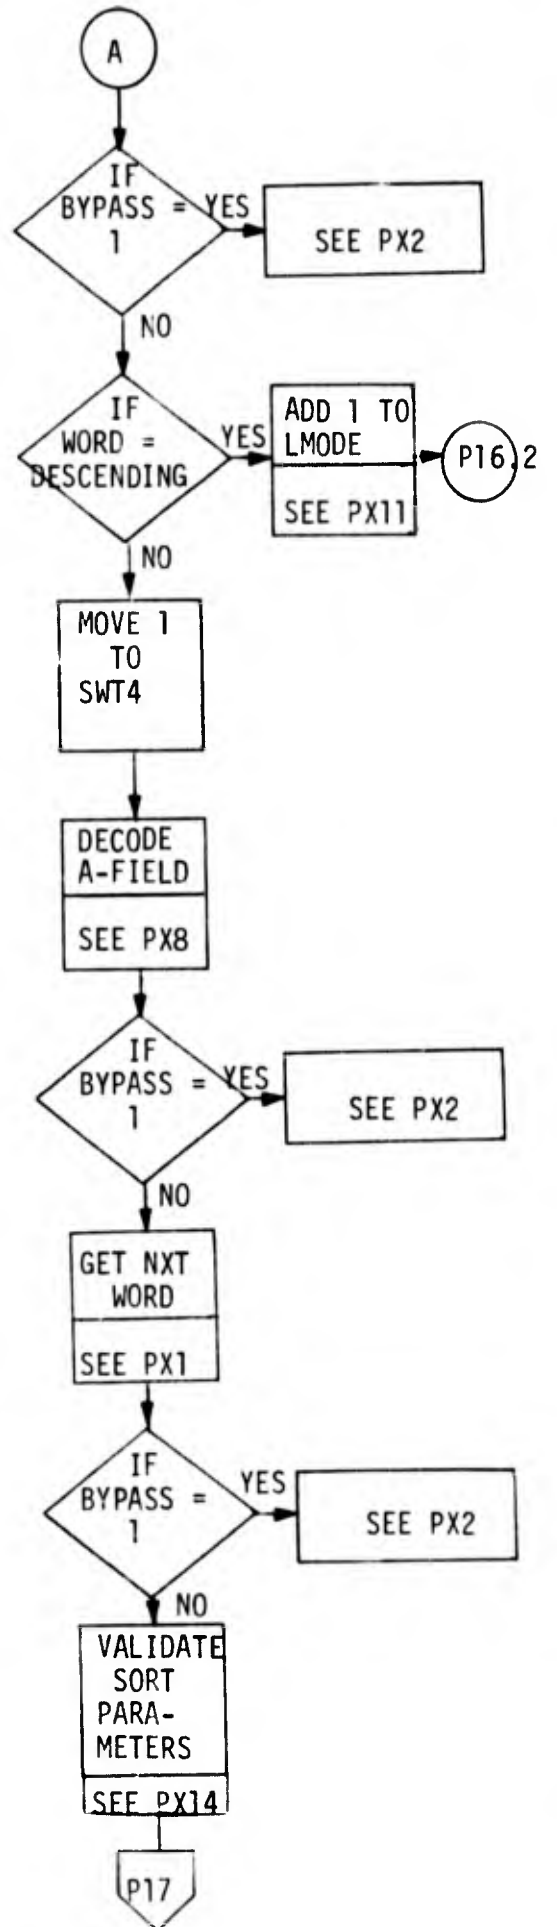 A
IF
BYPASS = YES
1
SEE PX2
NO
IF
WORD =
DESCENDING
YES
ADD 1 TO
LMODE
SEE PX11
P16.2
NO
MOVE 1
TO
SWT4
DECODE
A-FIELD
SEE PX8
IF
BYPASS = YES
1
SEE PX2
NO
GET NXT
WORD
SEE PX1
IF
BYPASS =
1
YES
SEE PX2
NO
VALIDATE
SORT
PARA-
METERS
SEE PX14
P17